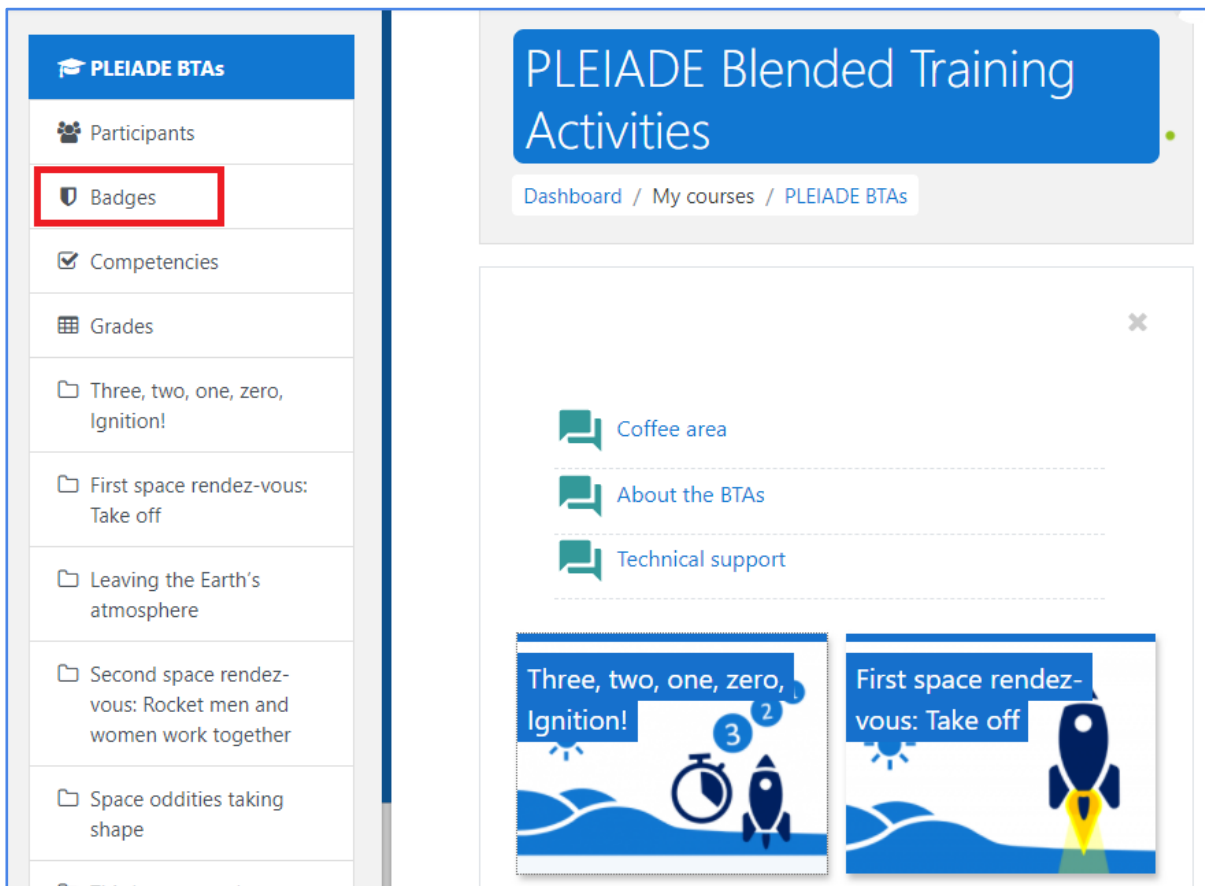 PLEIADE BTAs
Participants
Badges
Competencies
Grades
Three, two, one, zero,
Ignition!
First space rendez-vous:
Take off
Leaving the Earth's
atmosphere
Second space rendez-
vous: Rocket men and
women work together
Space oddities taking
shape
PLEIADE Blended Training
Activities
Dashboard / My courses / PLEIADE BTAs
Coffee area
About the BTAs
Technical support
Three, two, one, zero,
Ignition!
1
2
3
First space rendez-
vous: Take off